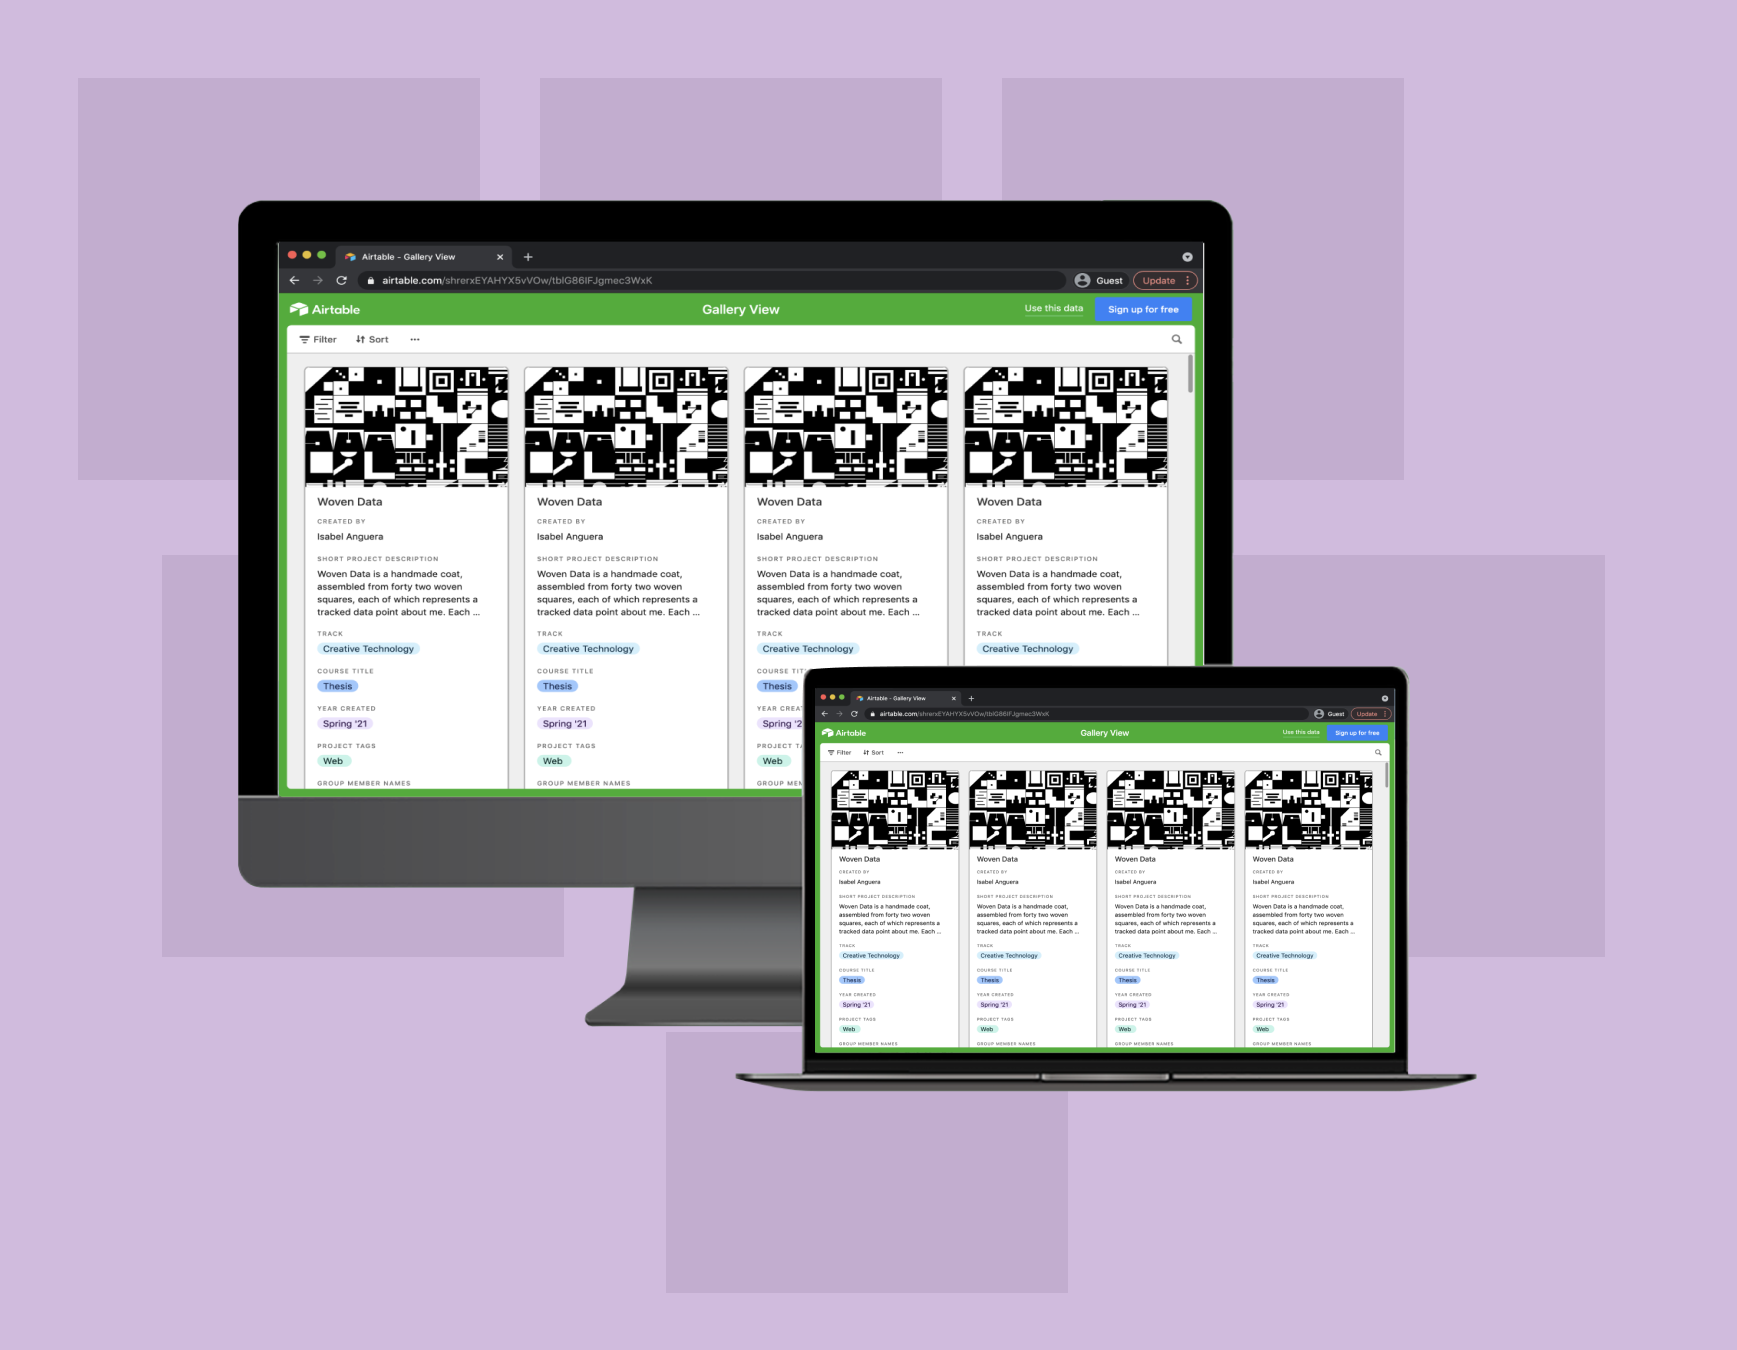 Airtable - Gallery View
airtable.com/shrerxEYAHYX5vVOw/tblG86IFJgmec3WxK
Guest
Update
Airtable
Gallery View
Use this data
Sign up for free
Filter
Sort
Woven Data
CREATED BY
Isabel Anguera
SHORT PROJECT DESCRIPTION
Woven Data is a handmade coat,
assembled from forty two woven
squares, each of which represents a
tracked data point about me. Each ...
TRACK
Creative Technology
COURSE TITLE
Thesis
YEAR CREATED
Spring '21
PROJECT TAGS
Web
GROUP MEMBER NAMES
Woven Data
CREATED BY
Isabel Anguera
SHORT PROJECT DESCRIPTION
Woven Data is a handmade coat,
assembled from forty two woven
squares, each of which represents a
tracked data point about me. Each ...
TRACK
Creative Technology
COURSE TITLE
Thesis
YEAR CREATED
Spring '21
PROJECT TAGS
Web
GROUP MEMBER NAMES
Woven Data
CREATED BY
Isabel Anguera
SHORT PROJECT DESCRIPTION
Woven Data is a handmade coat,
assembled from forty two woven
squares, each of which represents a
tracked data point about me. Each ...
TRACK
Creative Technology
COURSE TIT
Thesis
YEAR CREATED
Spring '2
PROJECT TA
Web
GROUP MEM
Woven Data
CREATED BY
Isabel Anguera
SHORT PROJECT DESCRIPTION
Woven Data is a handmade coat,
assembled from forty two woven
squares, each of which represents a
tracked data point about me. Each ...
TRACK
Creative Technology
Airtable - Gallery View
airtable.com/shrerxEYAHYX5vVOw/tblG86IFJgmec3WxK
Guest
Update
Airtable
Gallery View
Use this data
Sign up for free
Filter
Sort
Woven Data
CREATED BY
Isabel Anguera
SHORT PROJECT DESCRIPTION
Woven Data is a handmade coat,
assembled from forty two woven
squares, each of which represents a
tracked data point about me. Each ...
TRACK
Creative Technology
COURSE TITLE
Thesis
YEAR CREATED
Spring '21
PROJECT TAGS
Web
GROUP MEMBER NAMES
Woven Data
CREATED BY
Isabel Anguera
SHORT PROJECT DESCRIPTION
Woven Data is a handmade coat,
assembled from forty two woven
squares, each of which represents a
tracked data point about me. Each ...
TRACK
Creative Technology
COURSE TITLE
Thesis
YEAR CREATED
Spring '21
PROJECT TAGS
Web
GROUP MEMBER NAMES
Woven Data
CREATED BY
Isabel Anguera
SHORT PROJECT DESCRIPTION
Woven Data is a handmade coat,
assembled from forty two woven
squares, each of which represents a
tracked data point about me. Each ...
TRACK
Creative Technology
COURSE TITLE
Thesis
YEAR CREATED
Spring '21
PROJECT TAGS
Web
GROUP MEMBER NAMES
Woven Data
CREATED BY
Isabel Anguera
SHORT PROJECT DESCRIPTION
Woven Data is a handmade coat,
assembled from forty two woven
squares, each of which represents a
tracked data point about me. Each ...
TRACK
Creative Technology
COURSE TITLE
Thesis
YEAR CREATED
Spring '21
PROJECT TAGS
Web
GROUP MEMBER NAMES